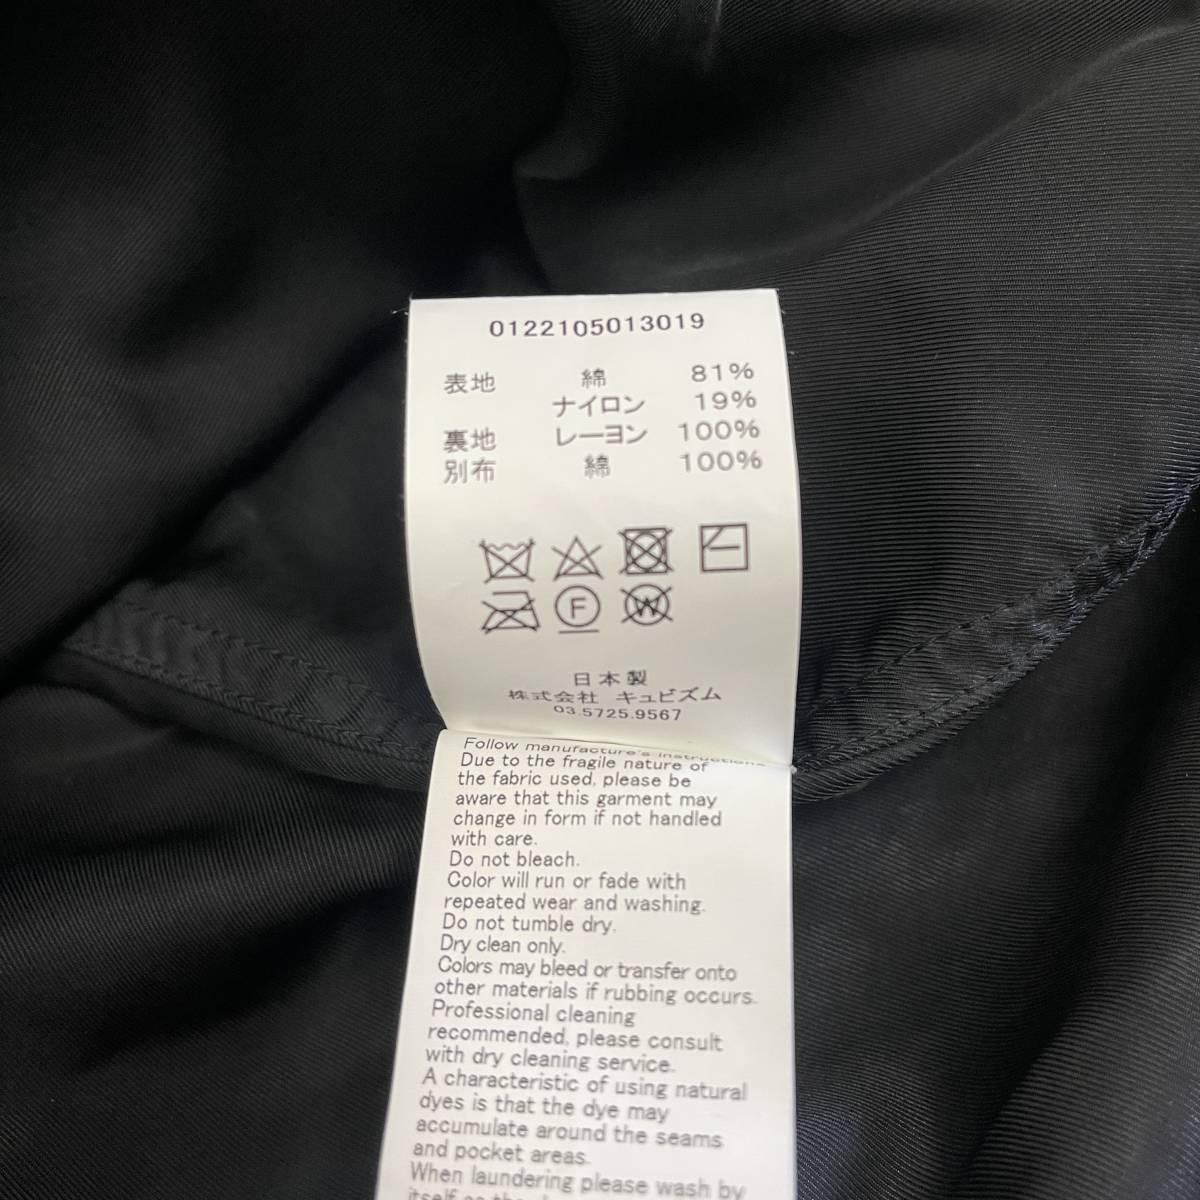 0122105013019
表地 綿 81%
ナイロン 19%
裏地 レーヨン 100%
別布 綿 100%
F
W
日本製
株式会社 キュビズム
03.5725.9567
Follow manufacture's instructions
Due to the fragile nature of
the fabric used, please be
aware that this garment may
change in form if not handled
with care.
Do not bleach.
Color will run or fade with
repeated wear and washing.
Do not tumble dry.
Dry clean only.
Colors may bleed or transfer onto
other materials if rubbing occurs.
Professional cleaning
recommended, please consult
with dry cleaning service.
A characteristic of using natural
dyes is that the dye may
accumulate around the seams
and pocket areas.
When laundering please wash by
itself